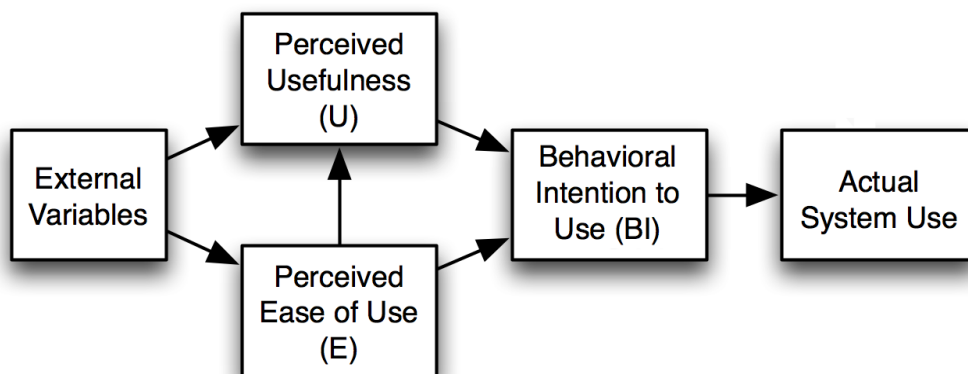 Perceived
Usefulness
(U)
External
Variables
Behavioral
Intention to
Use (BI)
Actual
System Use
Perceived
Ease of Use
(E)